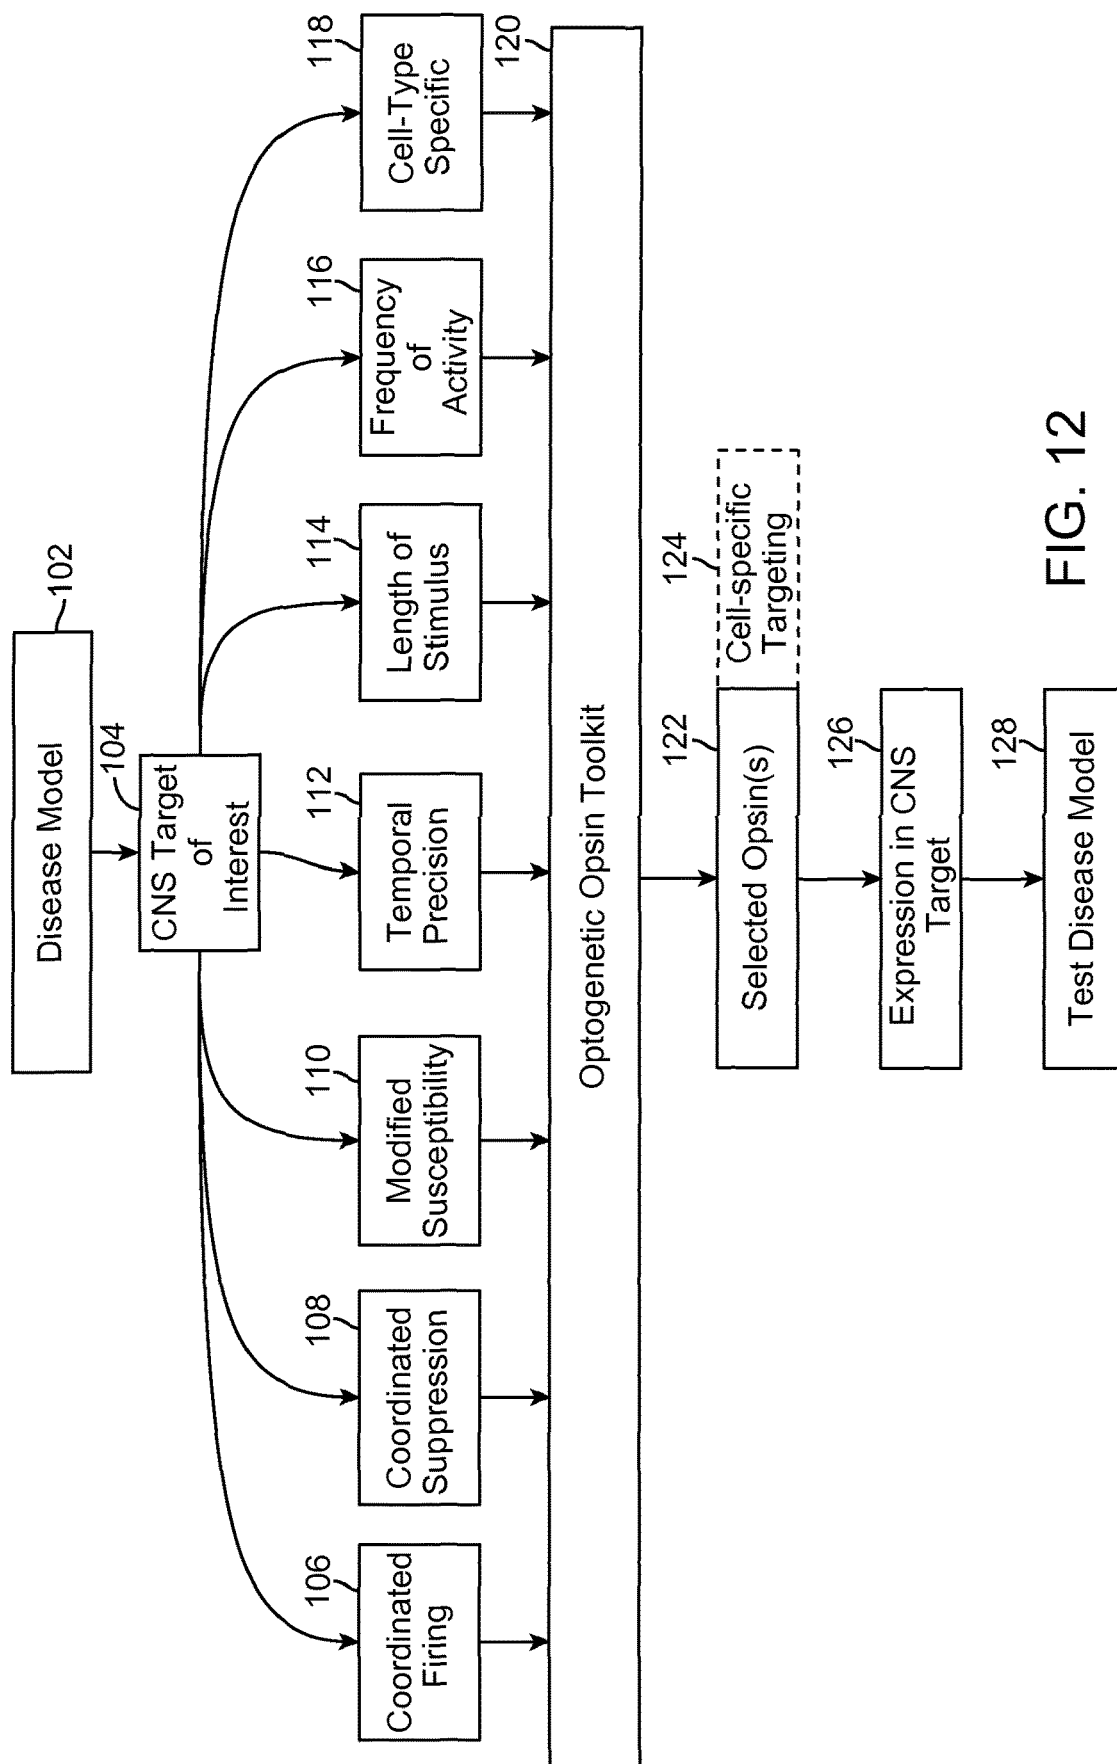 Disease Model
102
CNS Target
of
Interest
104
Coordinated
Firing
106
Coordinated
Suppression
108
Modified
Susceptibility
110
Temporal
Precision
112
Length of
Stimulus
114
Frequency
of
Activity
116
Cell-Type
Specific
118
Optogenetic Opsin Toolkit
120
Selected Opsin(s)
122
Cell-specific
Targeting
124
Expression in CNS
Target
126
Test Disease Model
128
FIG. 12